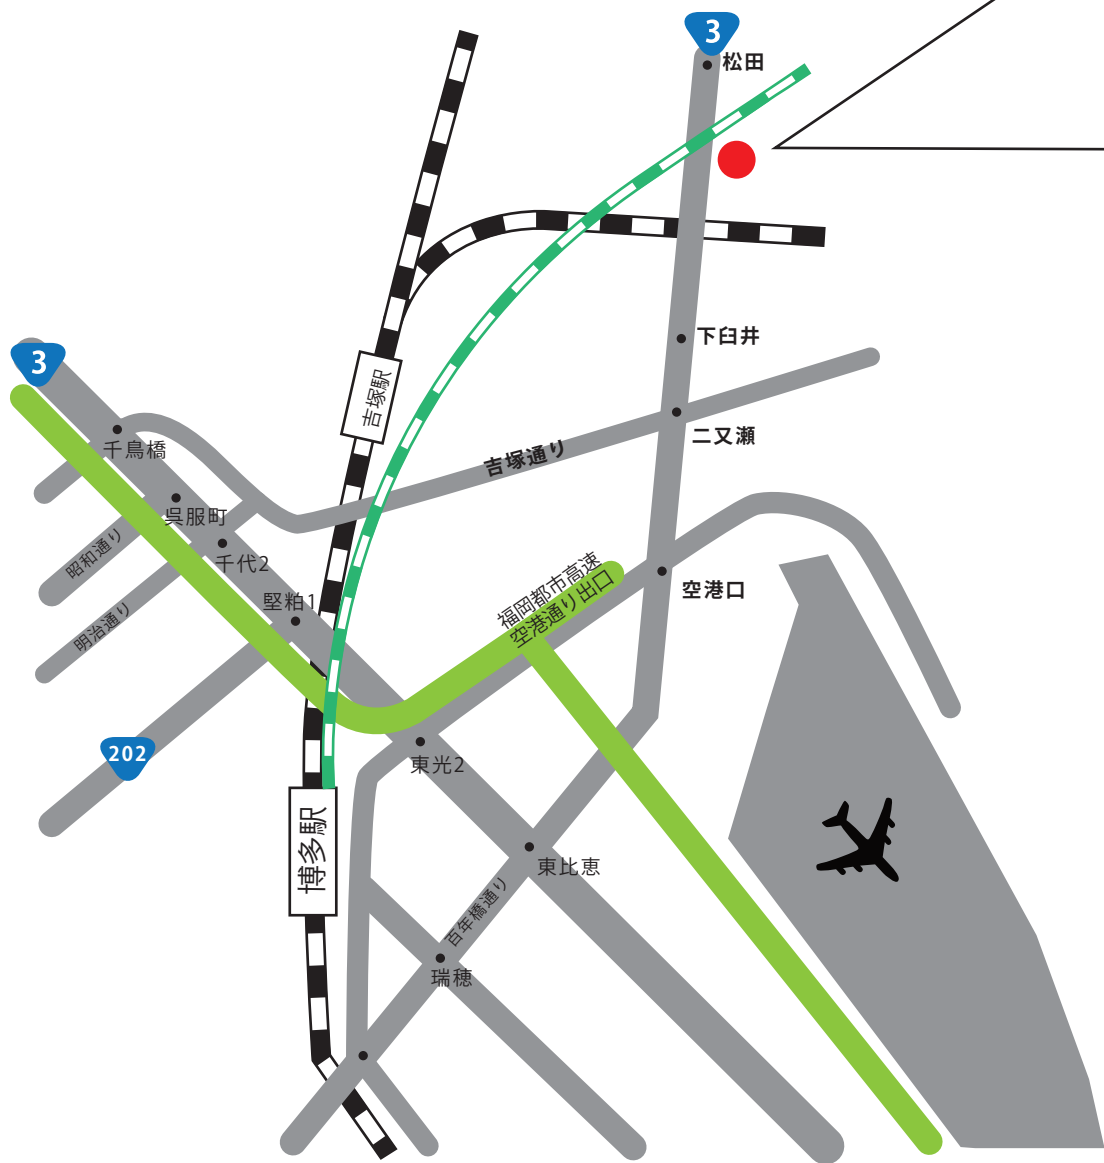 3
松田
下臼井
3
吉塚駅
千鳥橋
二又瀬
吉塚通り
呉服町
昭和通り
千代2
福岡都市高速
空港通り出口
空港口
堅粕1
明治通り
202
東光2
博多駅
東比恵
百年橋通り
瑞穂